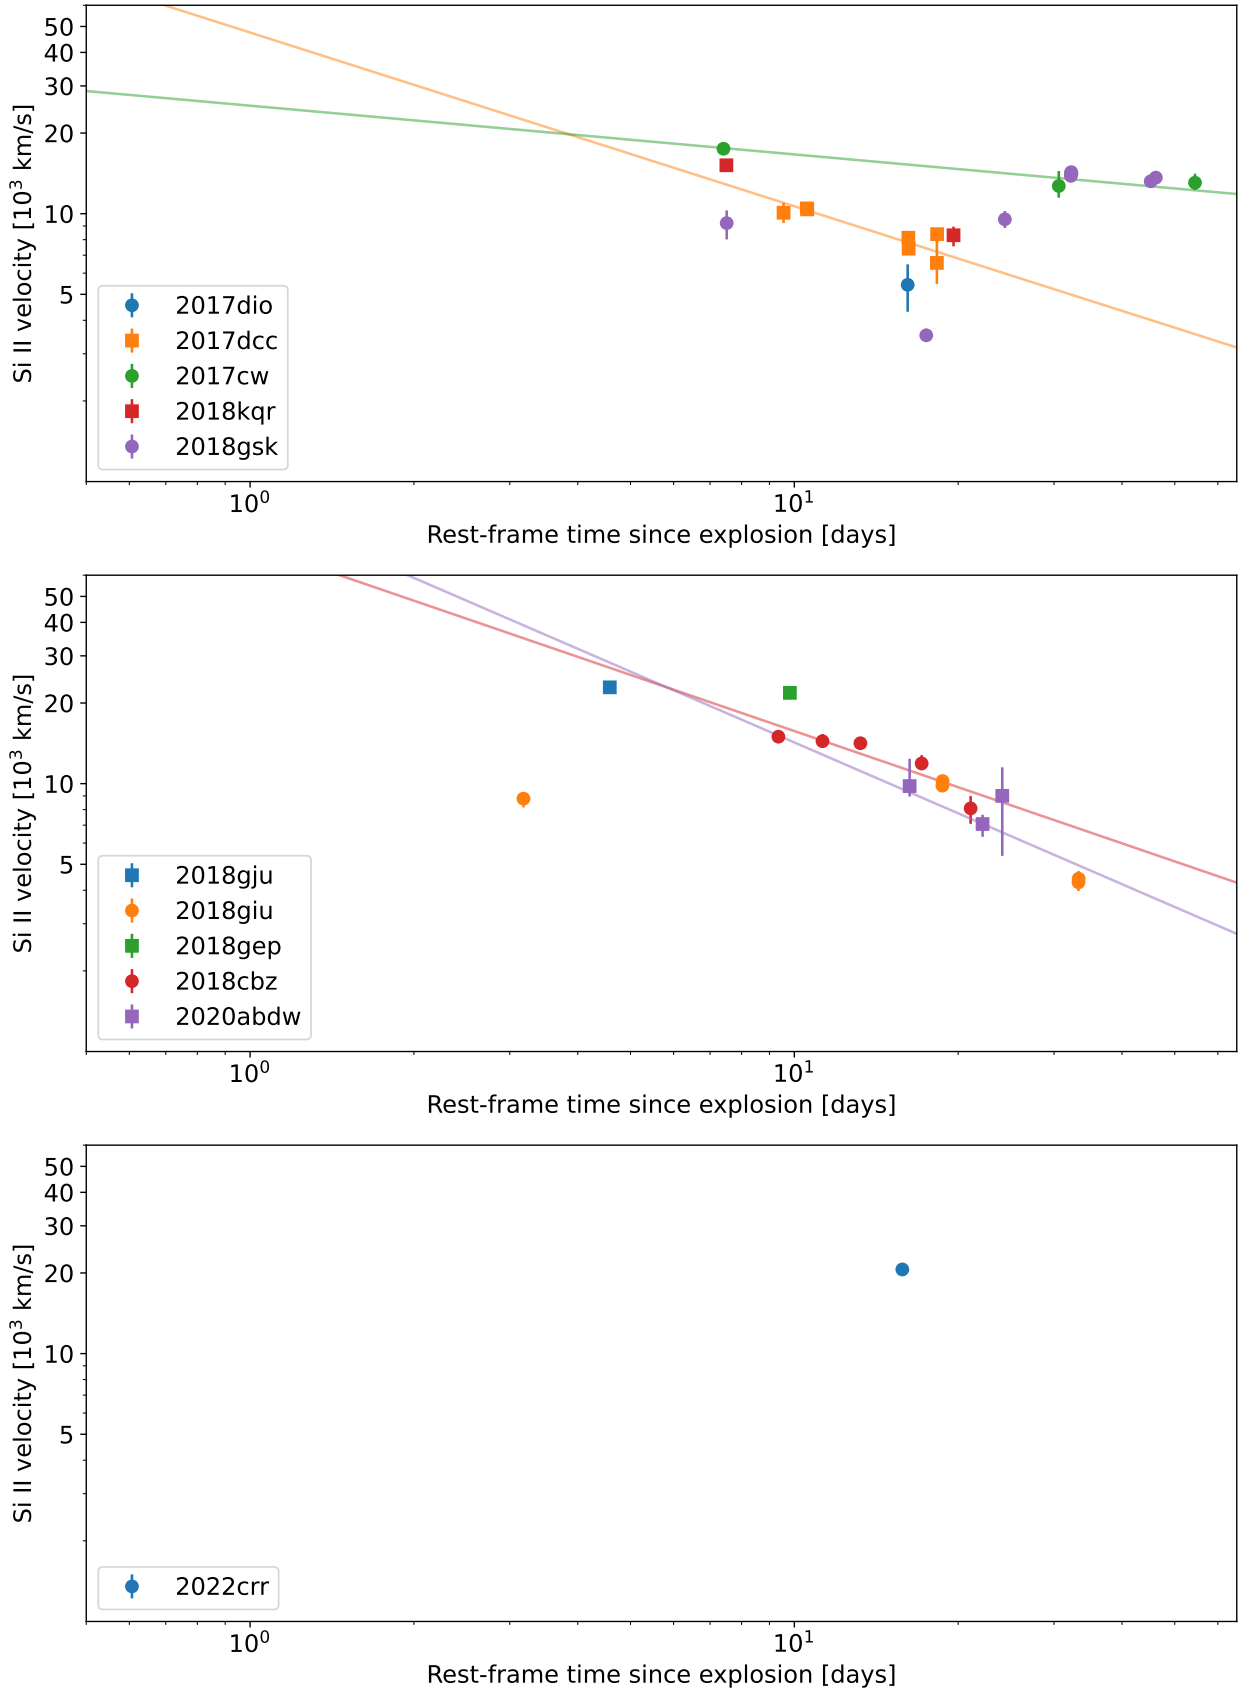 50
40
30
20
10
5
Si II velocity [10³ km/s]
2017dio
2017dcc
2017cw
2018kqr
2018gsk
10⁰
10¹
Rest-frame time since explosion [days]
50
40
30
20
10
5
Si II velocity [10³ km/s]
2018gju
2018giu
2018gep
2018cbz
2020abdw
10⁰
10¹
Rest-frame time since explosion [days]
50
40
30
20
10
5
Si II velocity [10³ km/s]
2022crr
10⁰
10¹
Rest-frame time since explosion [days]